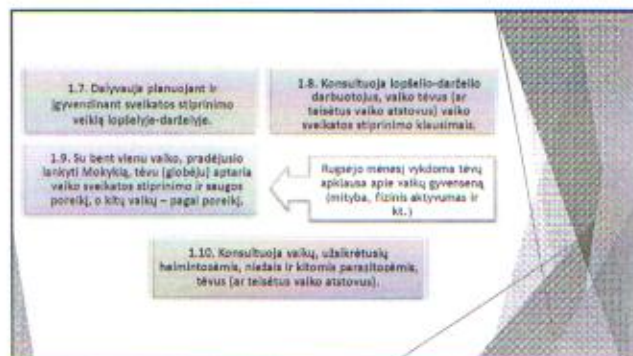 1.7. Dalyvauja planuojant ir
įgyvendinant sveikatos stiprinimo
veiklą lopšelyje-darželyje.
1.8. Konsultuoja lopšelio-darželio
darbuotojus, vaiko tėvus (ar
teisėtus vaiko atstovus) vaiko
sveikatos stiprinimo klausimais.
1.9. Su bent vienu vaiko, pradėjusio
lankyti Mokyklą, tėvu (globėju) aptaria
vaiko sveikatos stiprinimo ir saugos
poreikį, o kitų vaikų – pagal poreikį.
Rugsėjo mėnesį vykdoma tėvų
apklausa apie vaikų gyvenseną
(mityba, fizinis aktyvumas ir
kt.)
1.10. Konsultuoja vaikų, užsikrėtusių
helmintozėmis, niežais ir kitomis parazitozėmis,
tėvus (ar teisėtus vaiko atstovus).